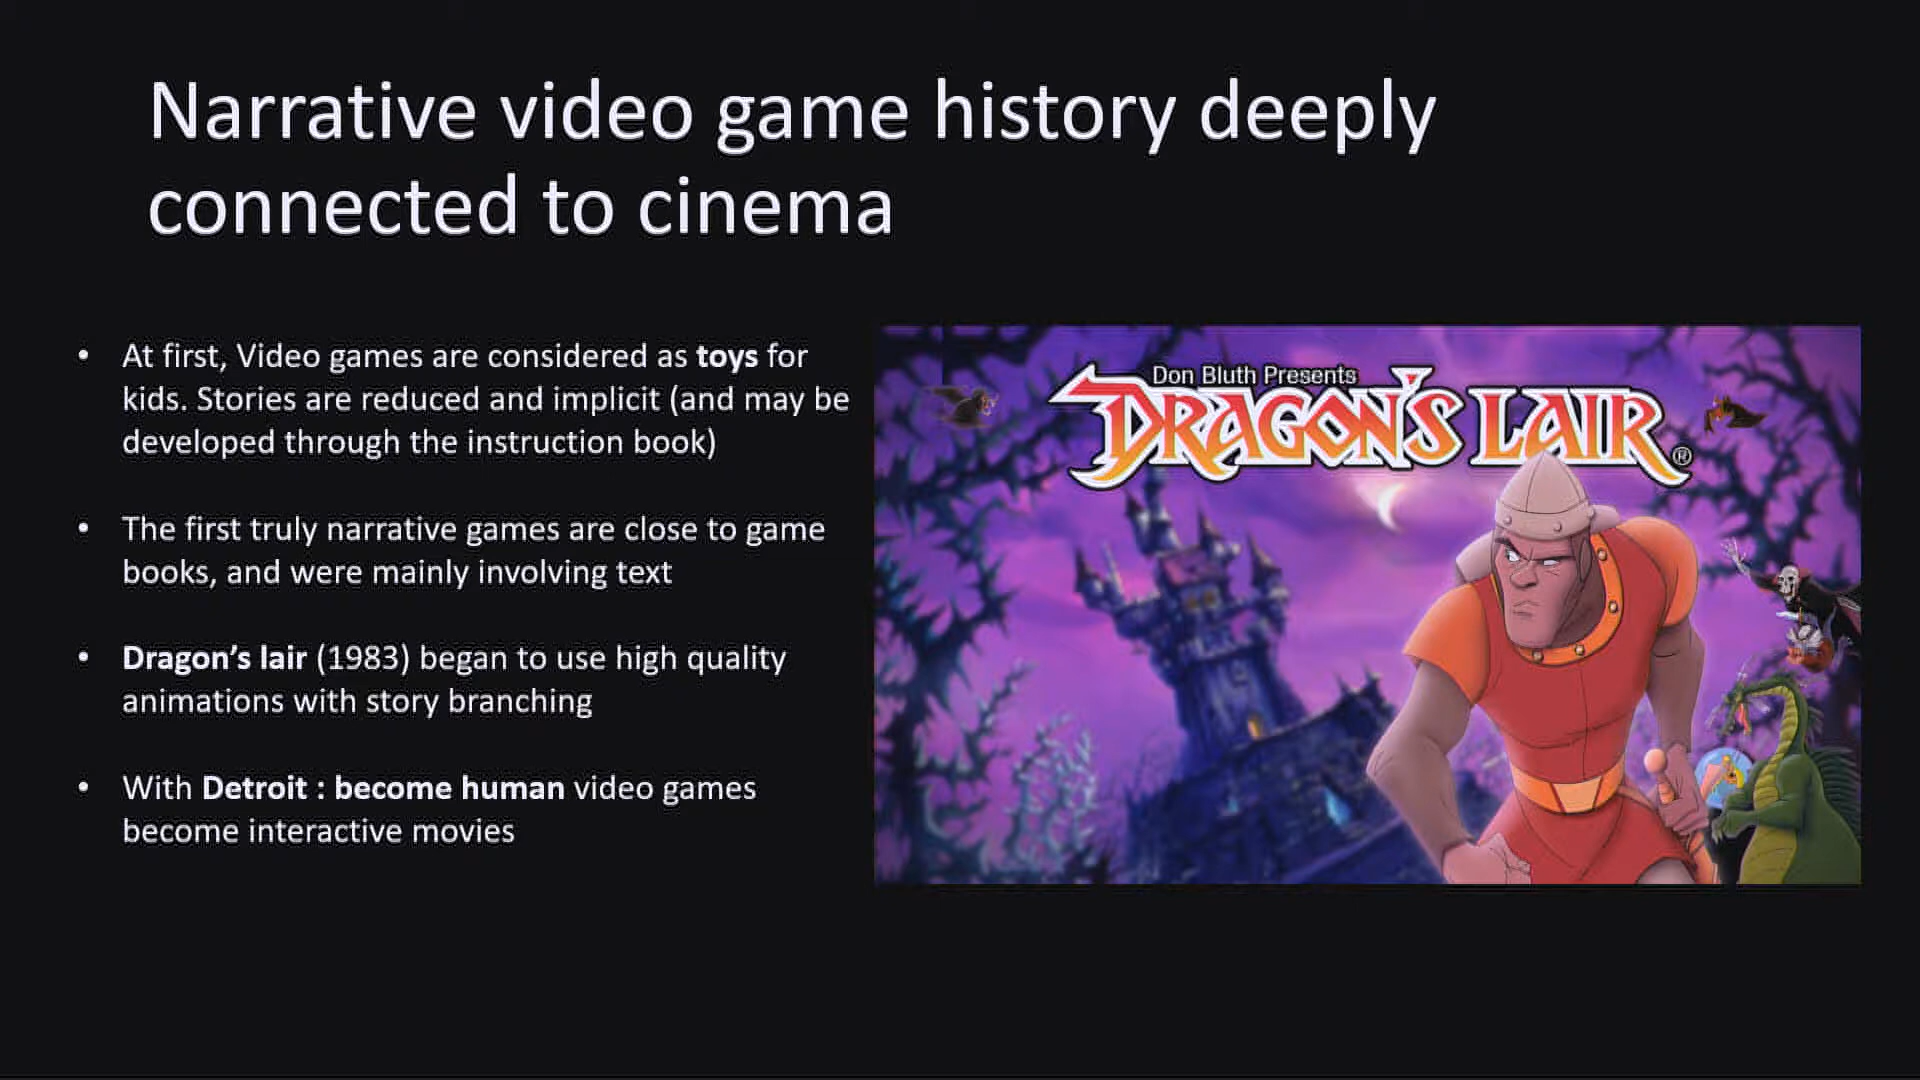 Narrative video game history deeply
connected to cinema
• At first, Video games are considered as toys for
kids. Stories are reduced and implicit (and may be
developed through the instruction book)
• The first truly narrative games are close to game
books, and were mainly involving text
• Dragon’s lair (1983) began to use high quality
animations with story branching
• With Detroit : become human video games
become interactive movies
Don Bluth Presents
DRAGON'S LAIR ®